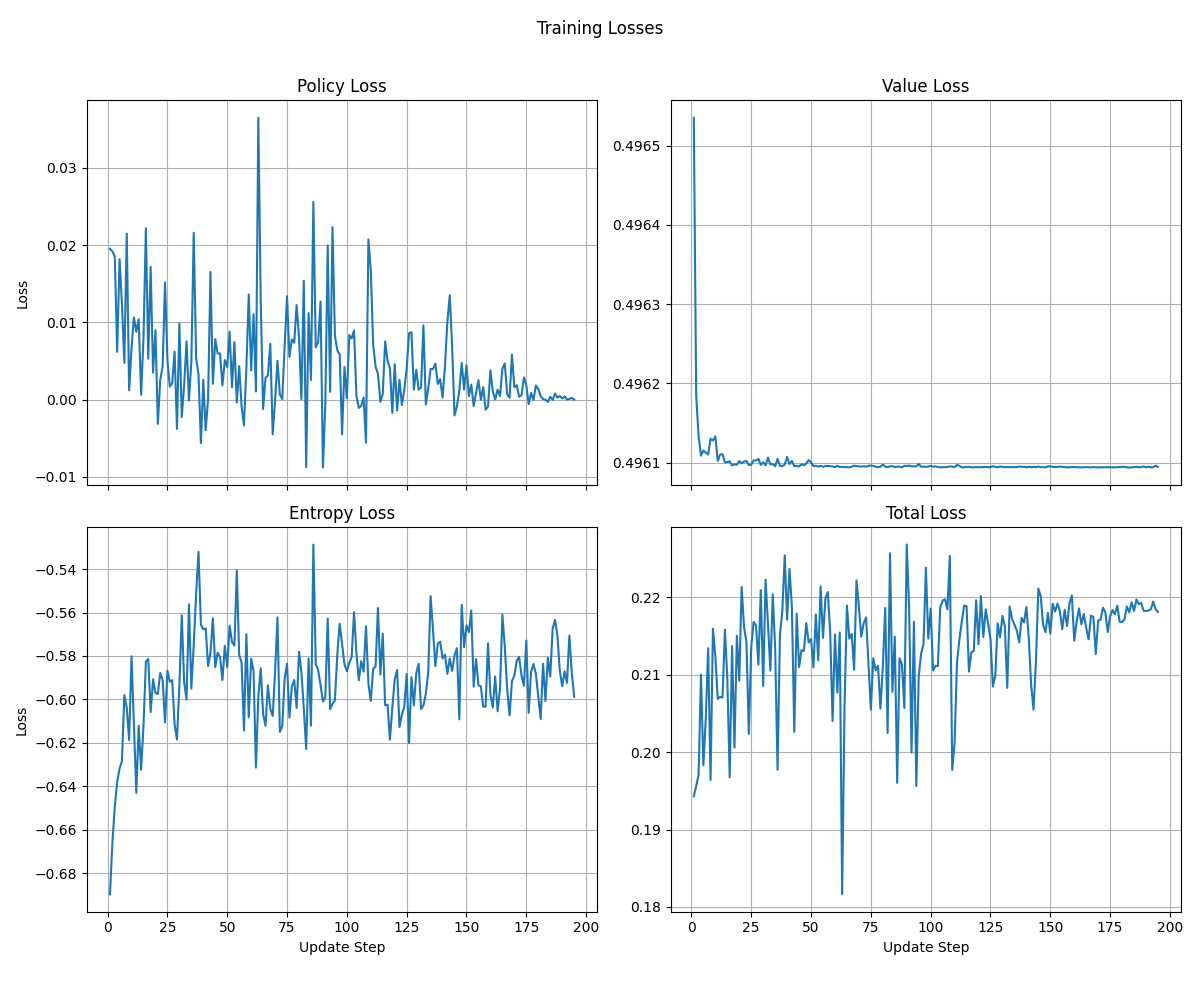 Training Losses
Policy Loss
Value Loss
0.03
0.02
0.01
0.00
−0.01
Loss
0.4965
0.4964
0.4963
0.4962
0.4961
Entropy Loss
Total Loss
−0.54
−0.56
−0.58
−0.60
−0.62
−0.64
−0.66
−0.68
Loss
0 25 50 75 100 125 150 175 200
Update Step
0.22
0.21
0.20
0.19
0.18
0 25 50 75 100 125 150 175 200
Update Step